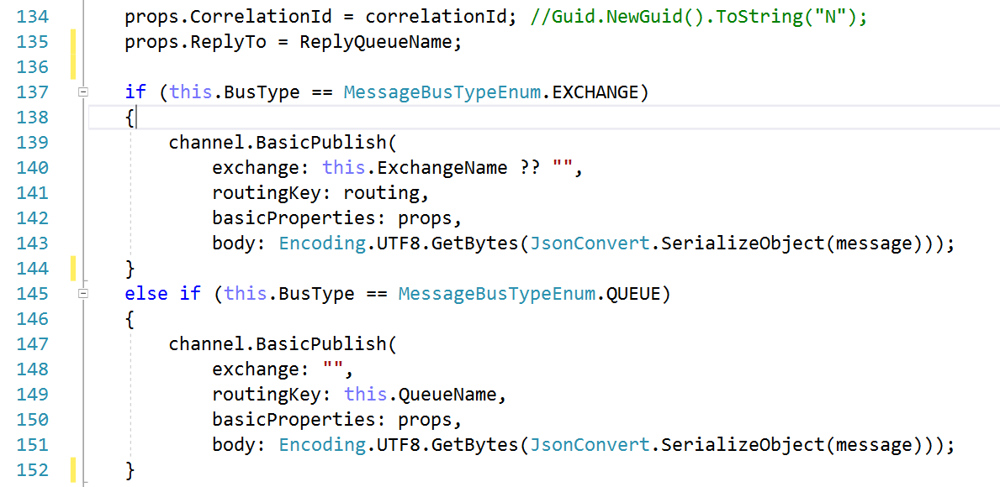 134 props.CorrelationId = correlationId; //Guid.NewGuid().ToString("N");
135 props.ReplyTo = ReplyQueueName;
136
137 if (this.BusType == MessageBusTypeEnum.EXCHANGE)
138 {
139 channel.BasicPublish(
140 exchange: this.ExchangeName ?? "",
141 routingKey: routing,
142 basicProperties: props,
143 body: Encoding.UTF8.GetBytes(JsonConvert.SerializeObject(message)));
144 }
145 else if (this.BusType == MessageBusTypeEnum.QUEUE)
146 {
147 channel.BasicPublish(
148 exchange: "",
149 routingKey: this.QueueName,
150 basicProperties: props,
151 body: Encoding.UTF8.GetBytes(JsonConvert.SerializeObject(message)));
152 }